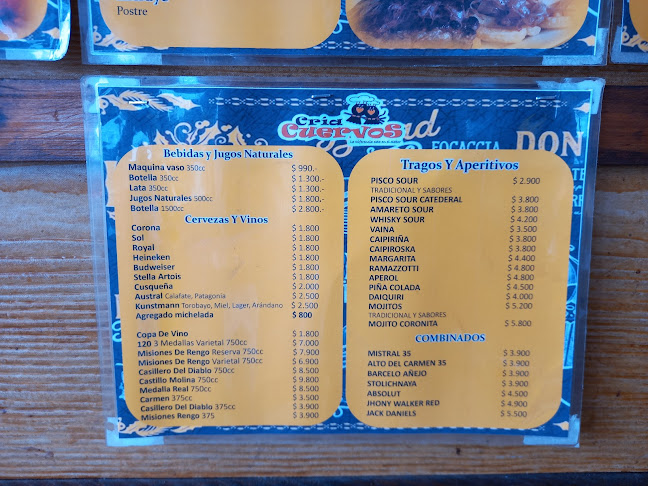 Postre
Cria
CUERVOS
FOCACCIA
DON
Bebidas y Jugos Naturales
Maquina vaso 350cc $ 990.-
Botella 350cc $ 1.300.-
Lata 350cc $ 1.300.-
Jugos Naturales 500cc $ 1.800.-
Botella 1500cc $ 2.800.-
Cervezas Y Vinos
Corona $ 1.800
Sol $ 1.800
Royal $ 1.800
Heineken $ 1.800
Budweiser $ 1.800
Stella Artois $ 1.800
Cusqueña $ 2.000
Austral Calafate, Patagonia $ 2.500
Kunstmann Torobayo, Miel, Lager, Arándano $ 2.500
Agregado michelada $ 800
Copa De Vino $ 1.800
120 3 Medallas Varietal 750cc $ 7.000
Misiones De Rengo Reserva 750cc $ 7.900
Misiones De Rengo Varietal 750cc $ 6.900
Casillero Del Diablo 750cc $ 8.500
Castillo Molina 750cc $ 9.800
Medalla Real 750cc $ 8.500
Carmen 375cc $ 3.500
Casillero Del Diablo 375cc $ 3.900
Misiones Rengo 375 $ 3.900
Tragos Y Aperitivos
PISCO SOUR $ 2.900
TRADICIONAL Y SABORES
PISCO SOUR CATEDERAL $ 3.800
AMARETO SOUR $ 3.800
WHISKY SOUR $ 4.200
VAINA $ 3.500
CAIPIRIÑA $ 3.800
CAIPIROSKA $ 3.800
MARGARITA $ 4.400
RAMAZZOTTI $ 4.800
APEROL $ 4.800
PIÑA COLADA $ 4.500
DAIQUIRI $ 4.000
MOJITOS $ 5.200
TRADICIONAL Y SABORES
MOJITO CORONITA $ 5.800
COMBINADOS
MISTRAL 35 $ 3.900
ALTO DEL CARMEN 35 $ 3.900
BARCELO AÑEJO $ 3.900
STOLICHNAYA $ 3.900
ABSOLUT $ 4.500
JHONY WALKER RED $ 4.900
JACK DANIELS $ 5.500